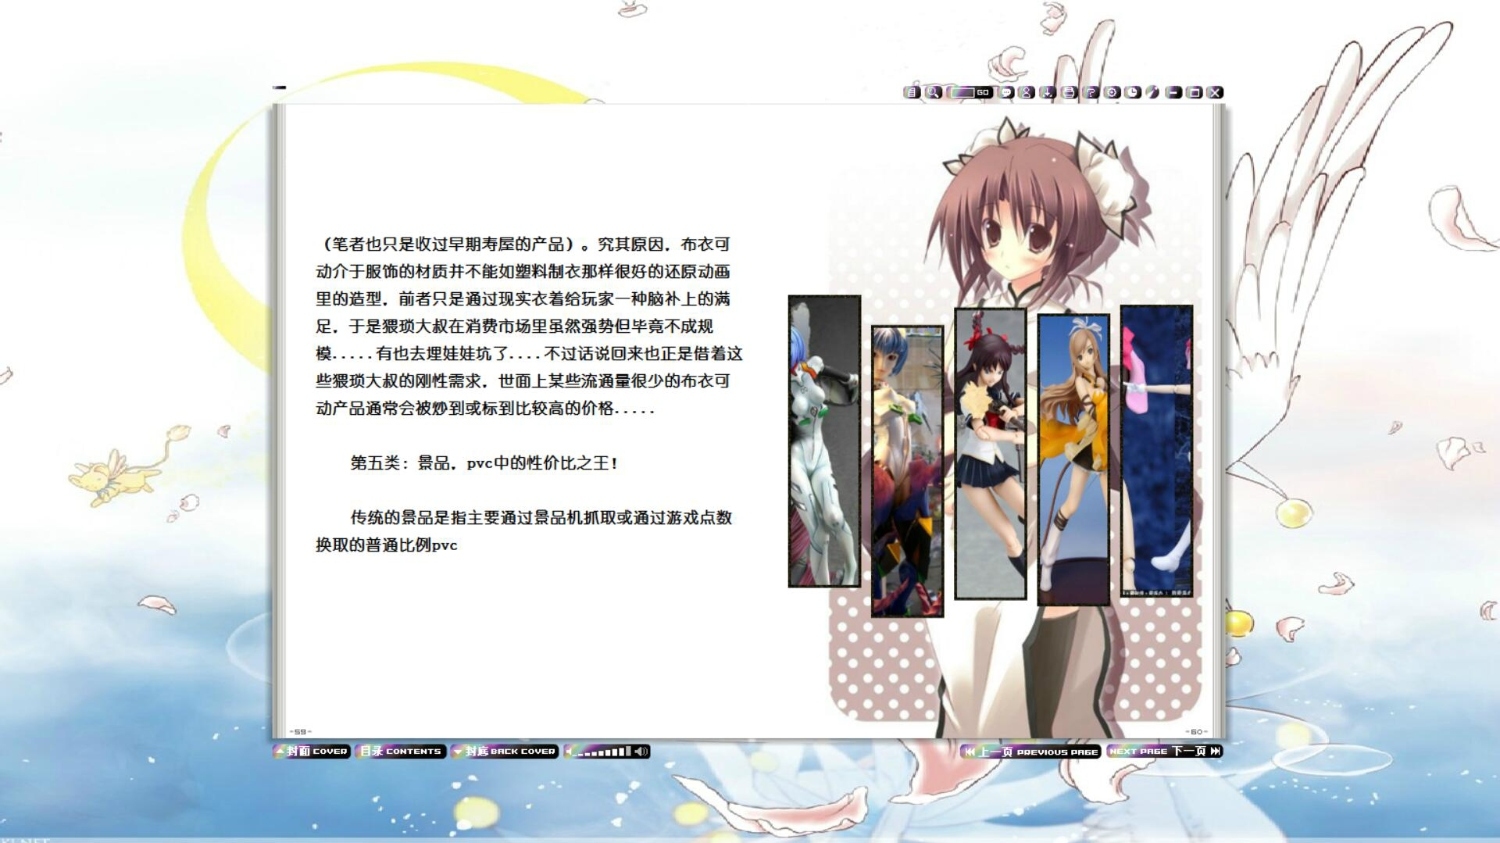 GO
（笔者也只是收过早期寿屋的产品）。究其原因，布衣可
动介于服饰的材质并不能如塑料制衣那样很好的还原动画
里的造型，前者只是通过现实衣着给玩家一种脑补上的满
足，于是猥琐大叔在消费市场里虽然强势但毕竟不成规
模.....有也去埋娃娃坑了....不过话说回来也正是借着这
些猥琐大叔的刚性需求，世面上某些流通量很少的布衣可
动产品通常会被炒到或标到比较高的价格.....
第五类：景品，pvc中的性价比之王！
传统的景品是指主要通过景品机抓取或通过游戏点数
换取的普通比例pvc
-59-
-60-
封面 COVER
目录 CONTENTS
封底 BACK COVER
上一页 PREVIOUS PAGE
NEXT PAGE 下一页